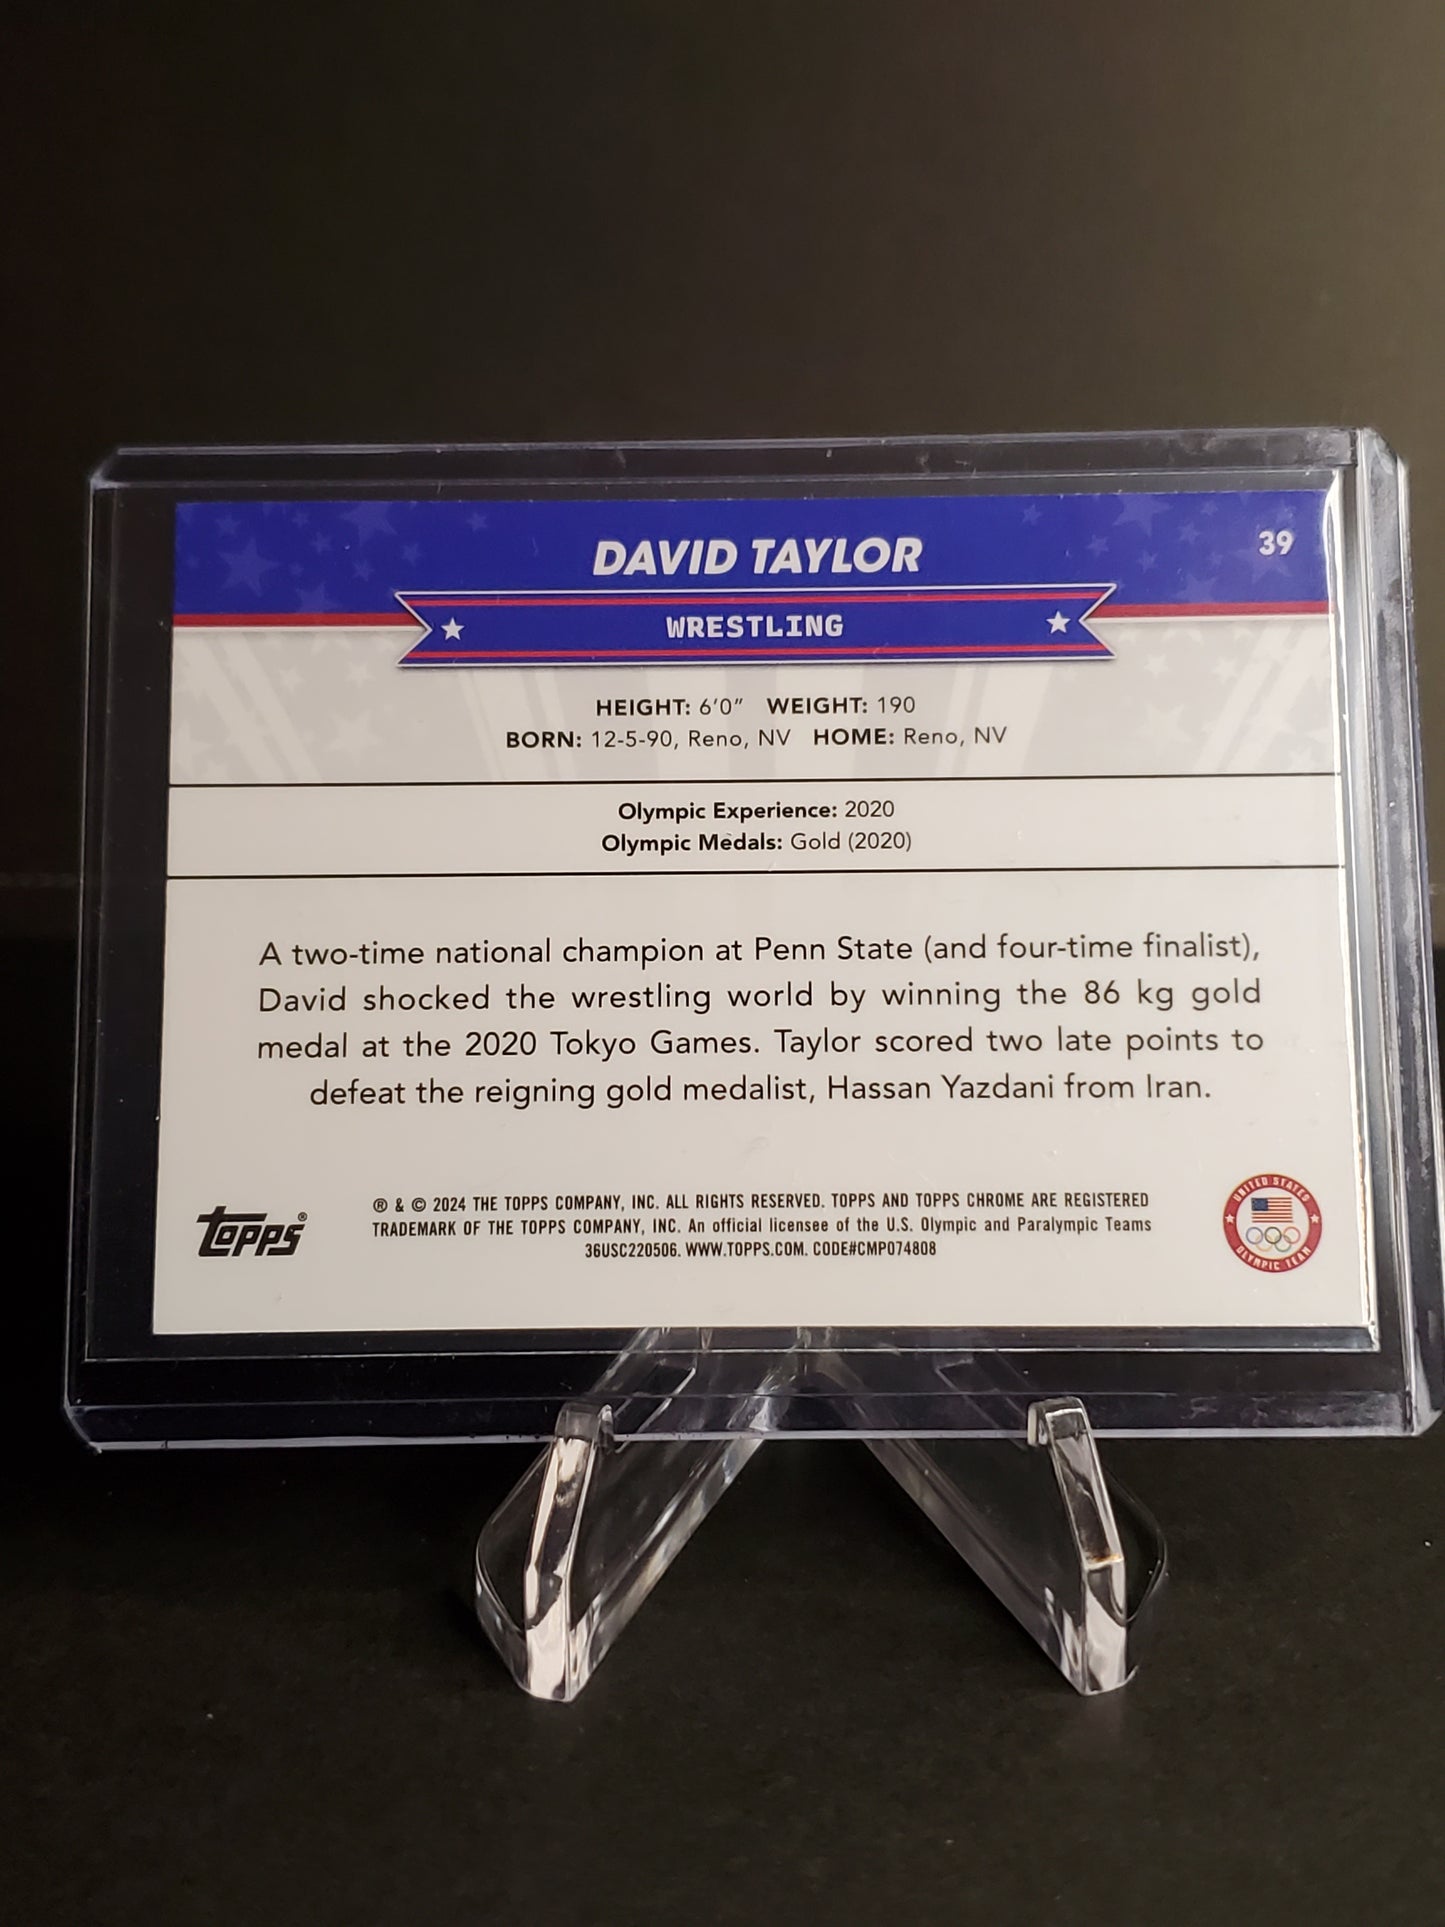 DAVID TAYLOR
39
WRESTLING
HEIGHT: 6'0" WEIGHT: 190
BORN: 12-5-90, Reno, NV HOME: Reno, NV
Olympic Experience: 2020
Olympic Medals: Gold (2020)
A two-time national champion at Penn State (and four-time finalist),
David shocked the wrestling world by winning the 86 kg gold
medal at the 2020 Tokyo Games. Taylor scored two late points to
defeat the reigning gold medalist, Hassan Yazdani from Iran.
topps®
® & © 2024 THE TOPPS COMPANY, INC. ALL RIGHTS RESERVED. TOPPS AND TOPPS CHROME ARE REGISTERED
TRADEMARK OF THE TOPPS COMPANY, INC. An official licensee of the U.S. Olympic and Paralympic Teams
36USC220506. WWW.TOPPS.COM. CODE#CMP074808
UNITED STATES
OLYMPIC TEAM